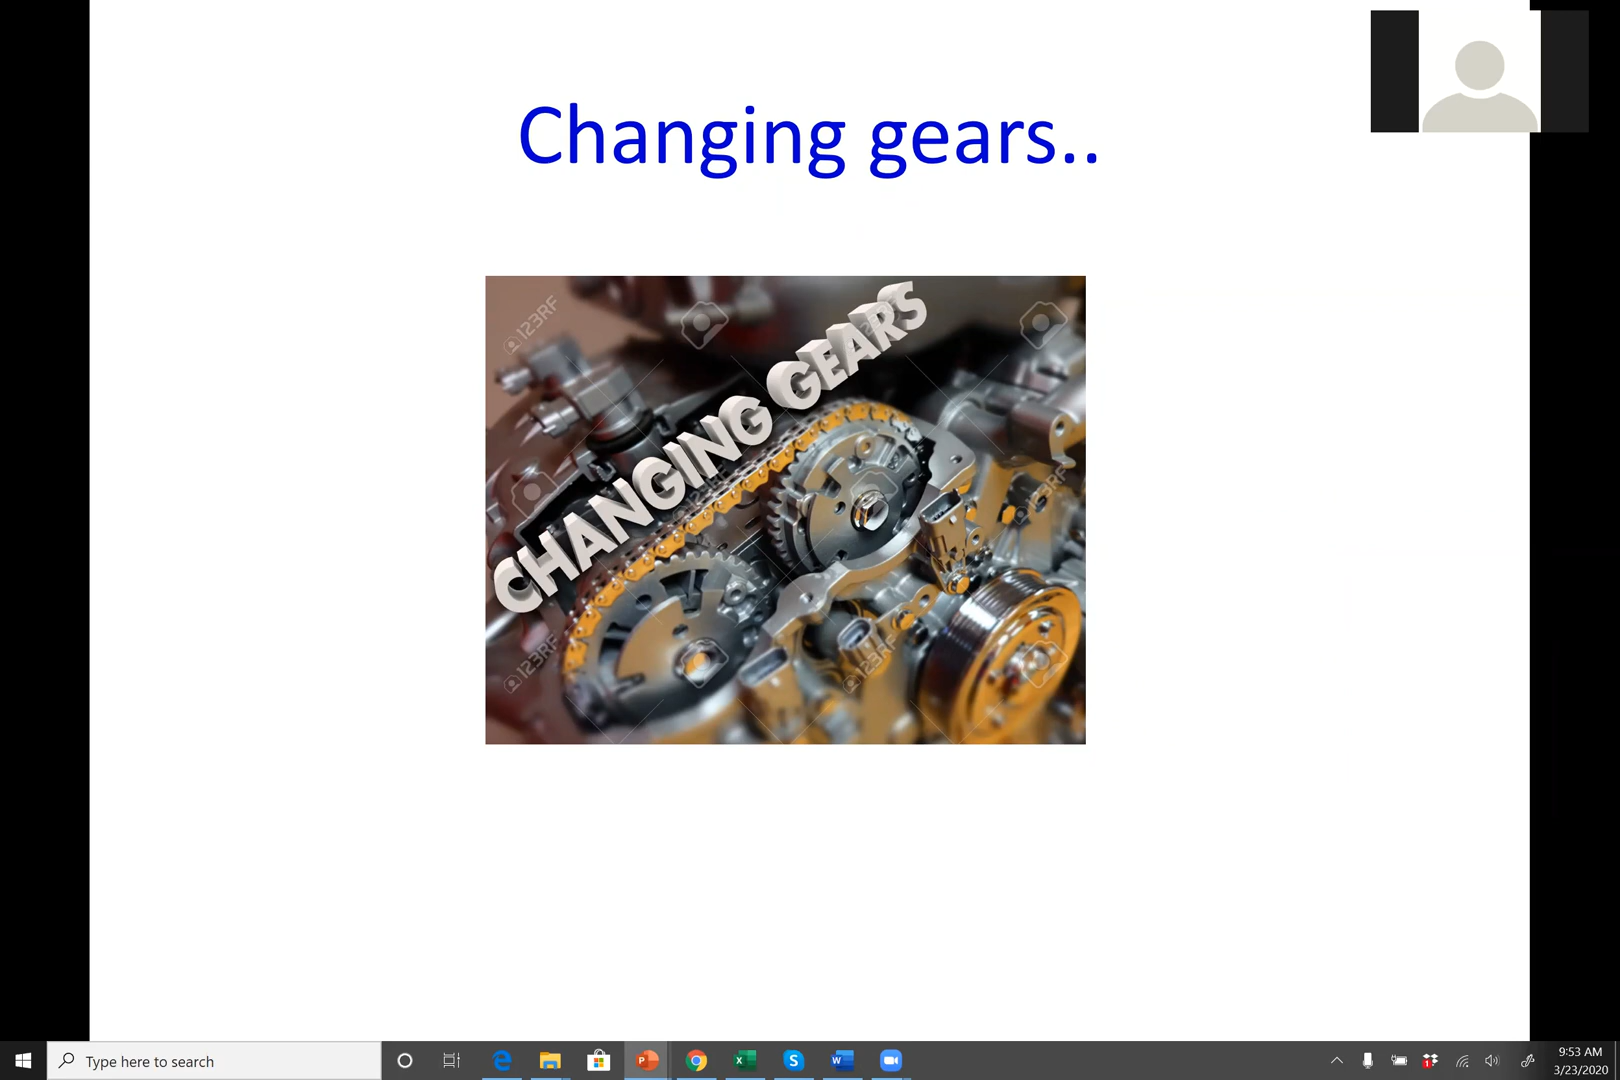 Changing gears..
CHANGING GEARS
123RF
123RF
123RF
123RF
Type here to search
9:53 AM
3/23/2020